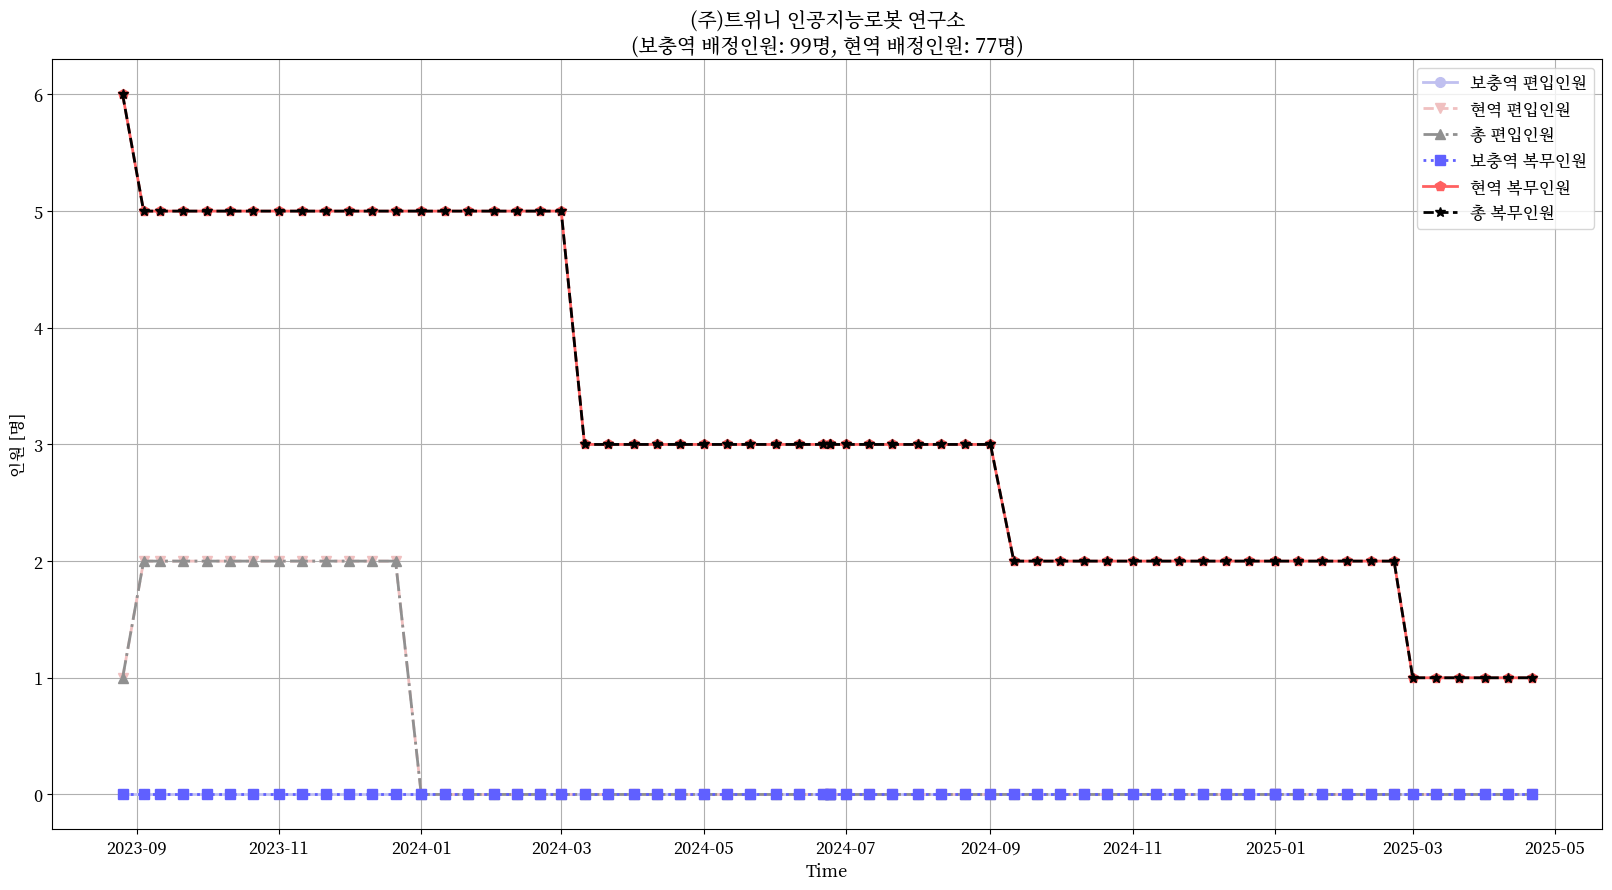 (주)트위니 인공지능로봇 연구소
(보충역 배정인원: 99명, 현역 배정인원: 77명)
보충역 편입인원
현역 편입인원
총 편입인원
보충역 복무인원
현역 복무인원
총 복무인원
6
5
4
3
2
1
0
인원 [명]
2023-09 2023-11 2024-01 2024-03 2024-05 2024-07 2024-09 2024-11 2025-01 2025-03 2025-05
Time